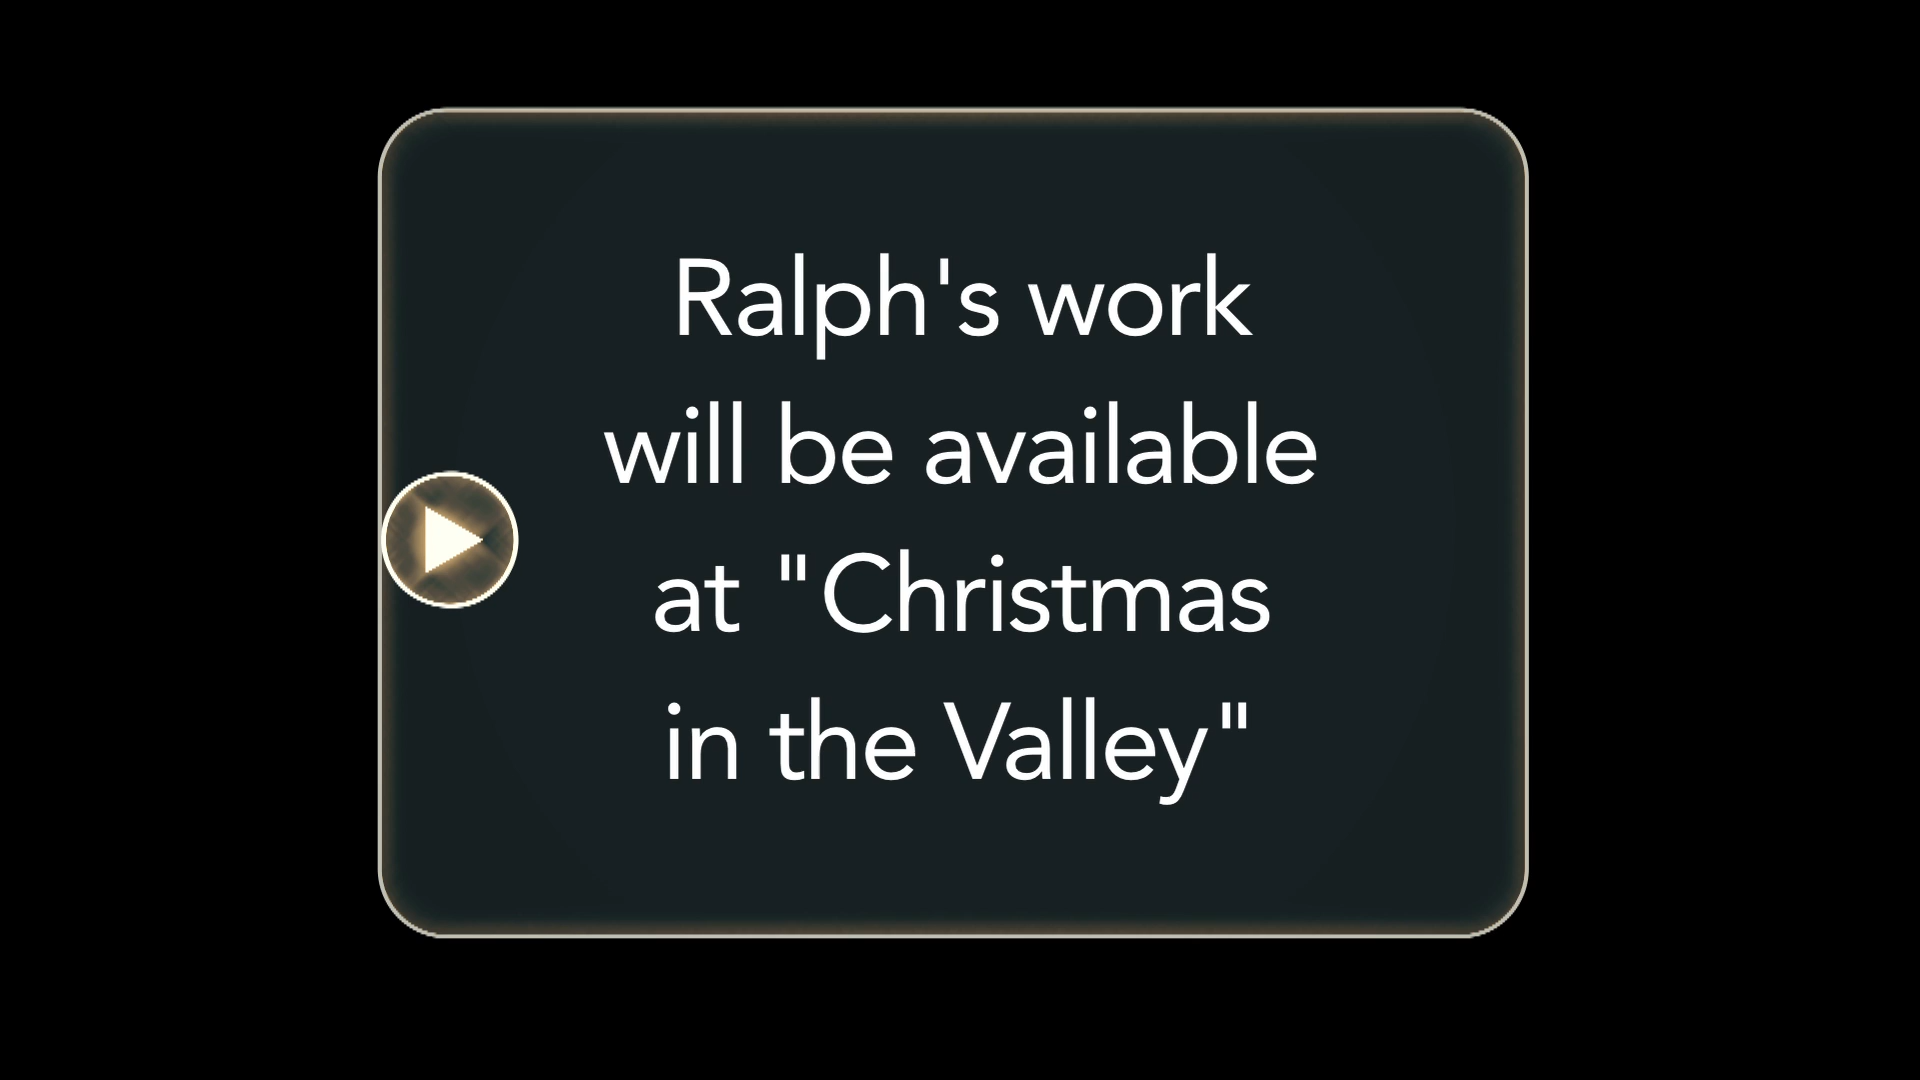 Ralph's work
will be available
at "Christmas
in the Valley"